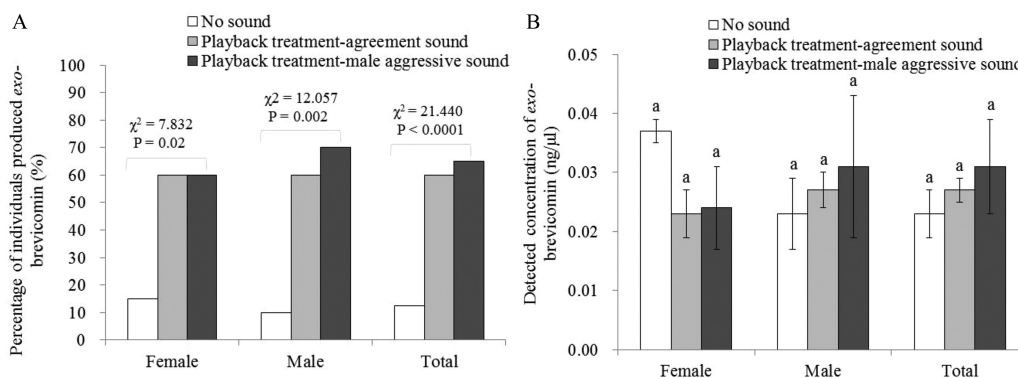 A
No sound
Playback treatment-agreement sound
Playback treatment-male aggressive sound
Percentage of individuals produced exo-
brevicomin (%)
100
90
80
70
60
50
40
30
20
10
0
χ² = 7.832
P = 0.02
χ2 = 12.057
P = 0.002
χ² = 21.440
P < 0.0001
Female
Male
Total
B
No sound
Playback treatment-agreement sound
Playback treatment-male aggressive sound
Detected concentration of exo-
brevicomin (ng/μl)
0.05
0.04
0.03
0.02
0.01
0.00
a
a
a
a
a
a
a
a
a
Female
Male
Total